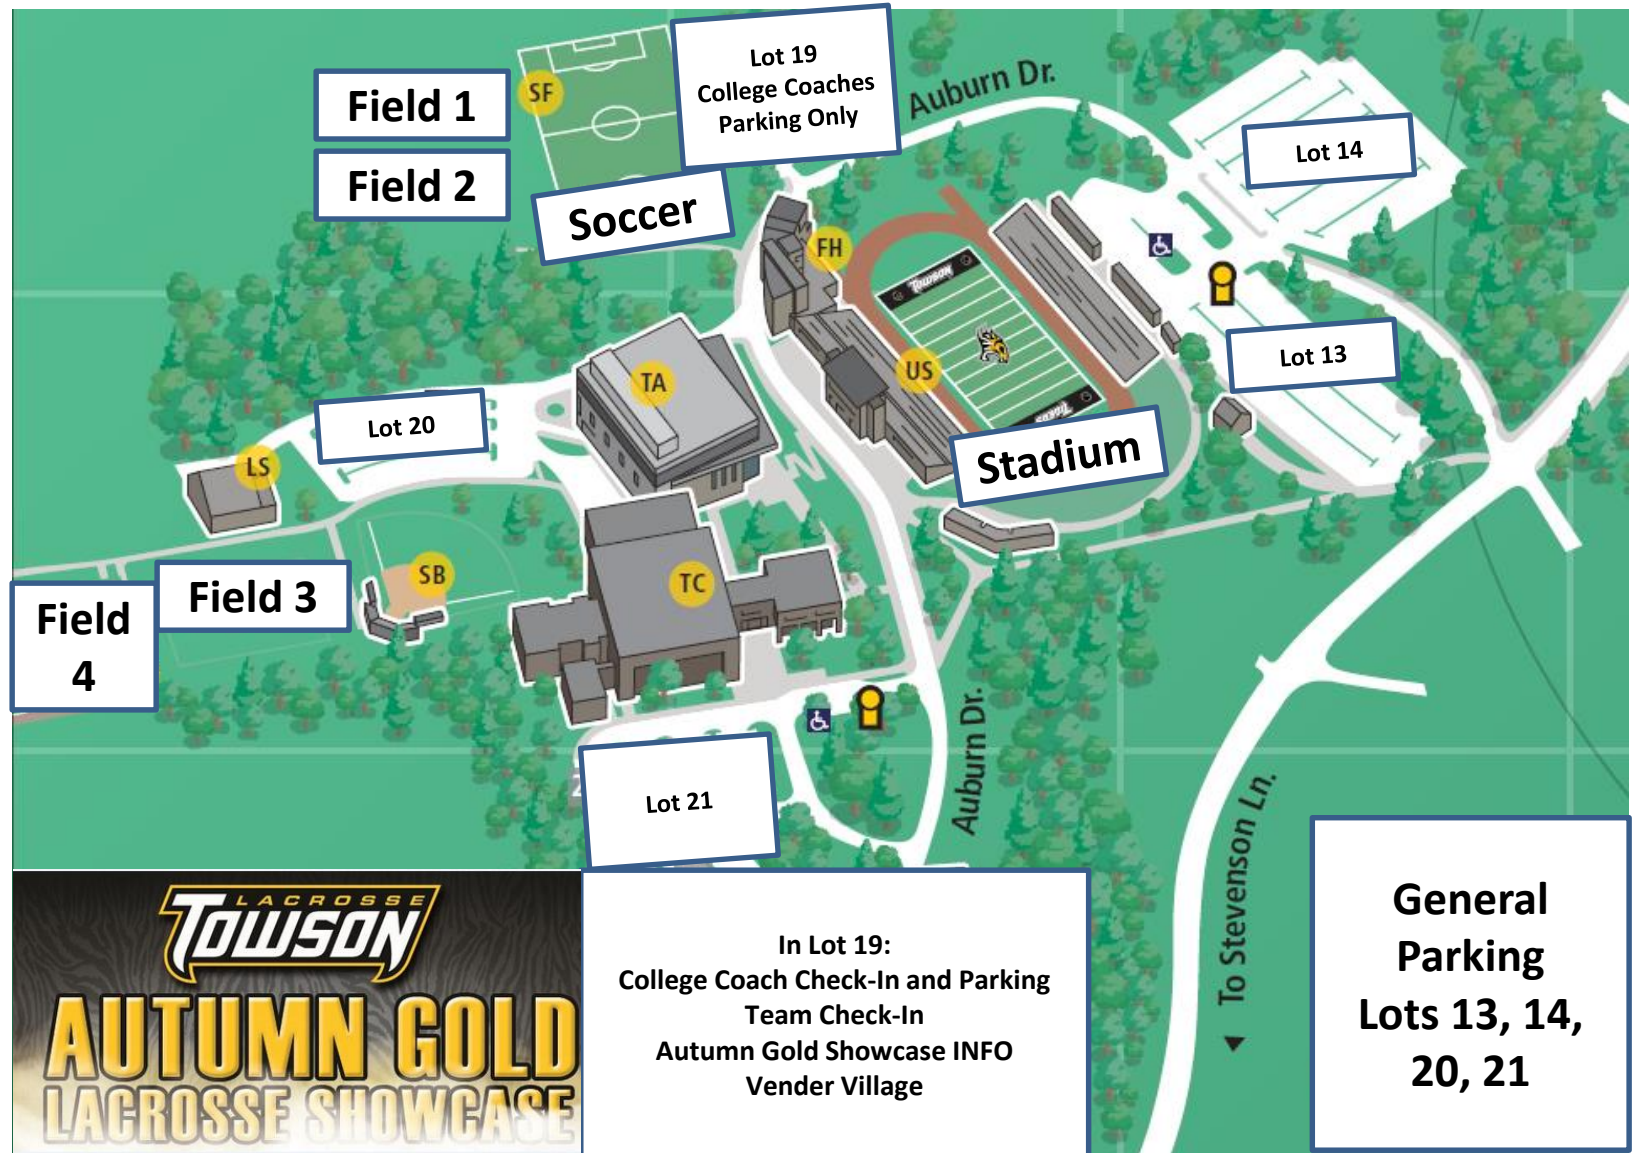 SF
Field 1
Field 2
Soccer
Lot 19
College Coaches
Parking Only
Auburn Dr.
Lot 14
FH
TOWSON
Lot 13
US
TIGERS
Stadium
TA
Lot 20
LS
SB
Field 3
Field
4
TC
Auburn Dr.
Lot 21
To Stevenson Ln.
LACROSSE
TOWSON
AUTUMN GOLD
LACROSSE SHOWCASE
In Lot 19:
College Coach Check-In and Parking
Team Check-In
Autumn Gold Showcase INFO
Vender Village
General
Parking
Lots 13, 14,
20, 21